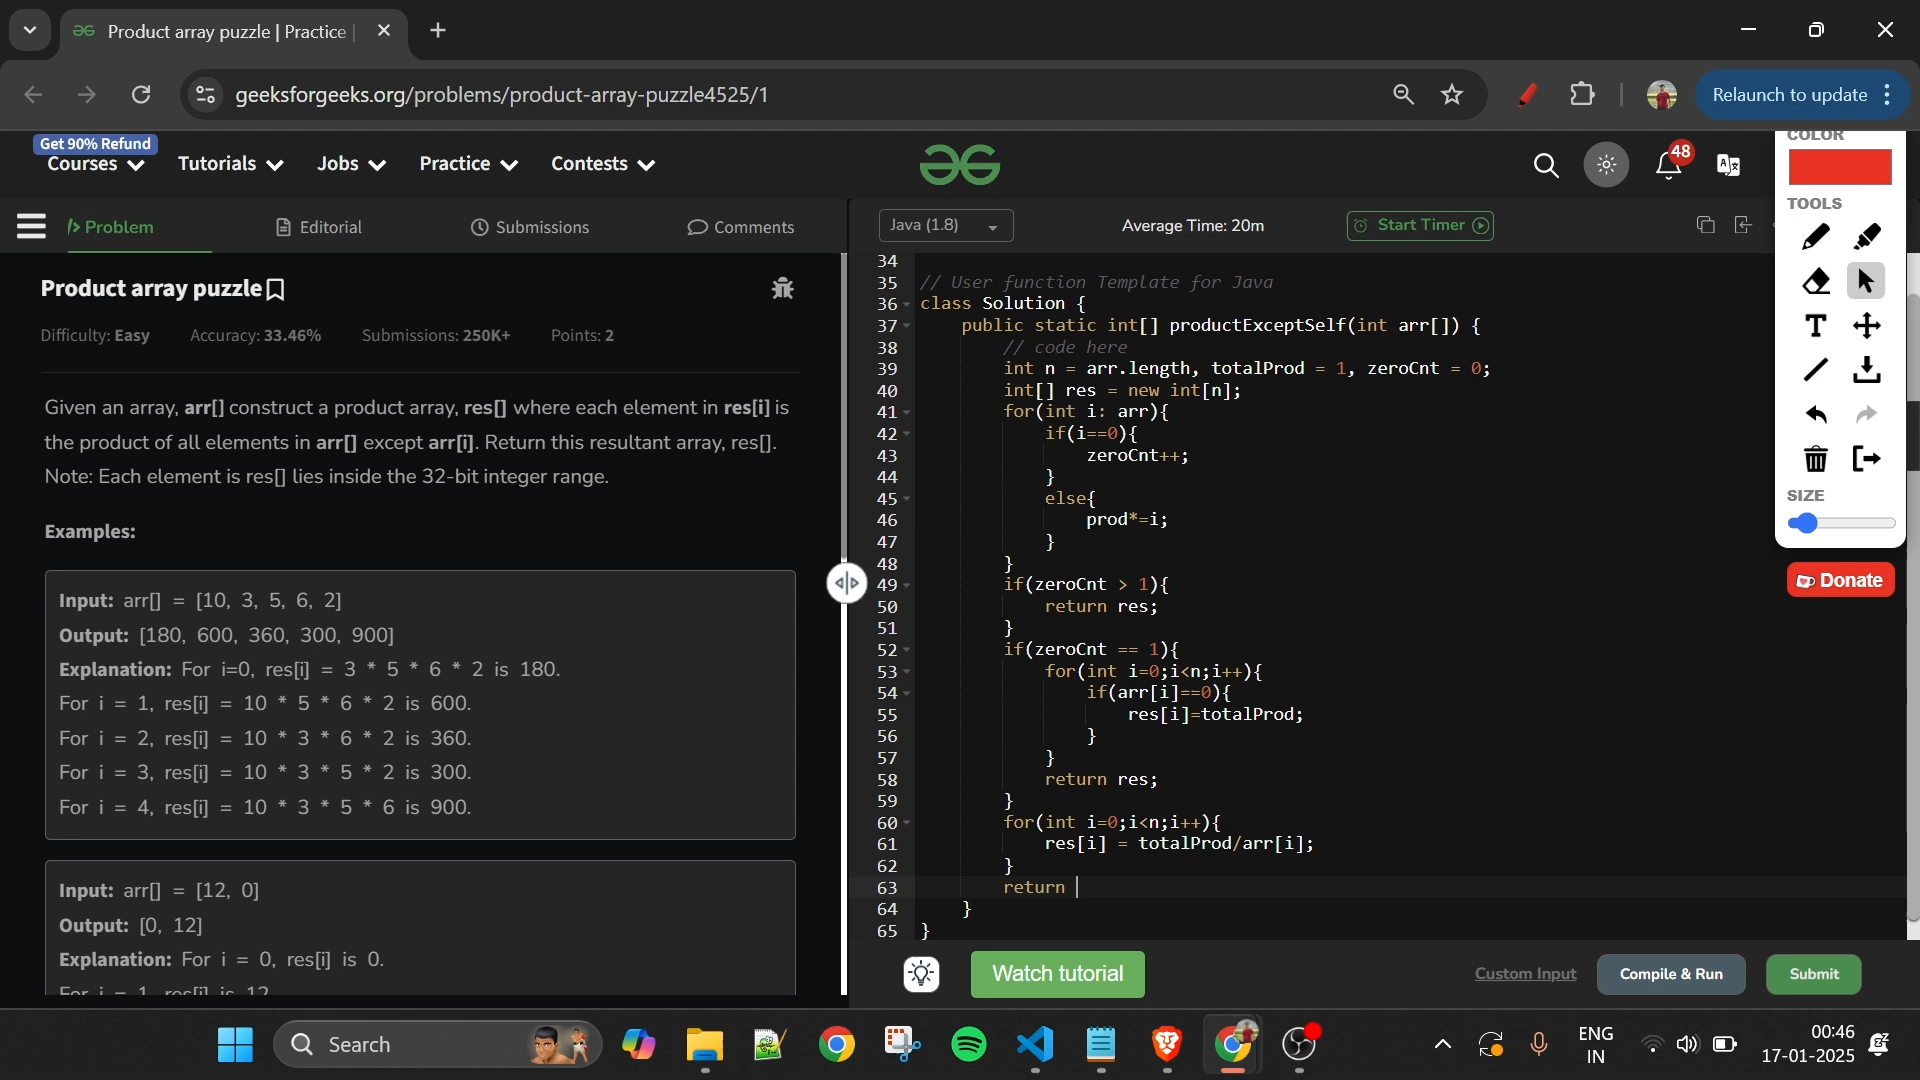 Product array puzzle | Practice |
geeksforgeeks.org/problems/product-array-puzzle4525/1
Relaunch to update
Get 90% Refund
Courses
Tutorials
Jobs
Practice
Contests
48
COLOR
TOOLS
SIZE
Donate
Problem
Editorial
Submissions
Comments
Java (1.8)
Average Time: 20m
Start Timer
Product array puzzle
Difficulty: Easy
Accuracy: 33.46%
Submissions: 250K+
Points: 2
Given an array, arr[] construct a product array, res[] where each element in res[i] is
the product of all elements in arr[] except arr[i]. Return this resultant array, res[].
Note: Each element is res[] lies inside the 32-bit integer range.
Examples:
Input: arr[] = [10, 3, 5, 6, 2]
Output: [180, 600, 360, 300, 900]
Explanation: For i=0, res[i] = 3 * 5 * 6 * 2 is 180.
For i = 1, res[i] = 10 * 5 * 6 * 2 is 600.
For i = 2, res[i] = 10 * 3 * 6 * 2 is 360.
For i = 3, res[i] = 10 * 3 * 5 * 2 is 300.
For i = 4, res[i] = 10 * 3 * 5 * 6 is 900.
Input: arr[] = [12, 0]
Output: [0, 12]
Explanation: For i = 0, res[i] is 0.
For i = 1, res[i] is 12
34
35 // User function Template for Java
36 class Solution {
37 public static int[] productExceptSelf(int arr[]) {
38 // code here
39 int n = arr.length, totalProd = 1, zeroCnt = 0;
40 int[] res = new int[n];
41 for(int i: arr){
42 if(i==0){
43 zeroCnt++;
44 }
45 else{
46 prod*=i;
47 }
48 }
49 if(zeroCnt > 1){
50 return res;
51 }
52 if(zeroCnt == 1){
53 for(int i=0;i<n;i++){
54 if(arr[i]==0){
55 res[i]=totalProd;
56 }
57 }
58 return res;
59 }
60 for(int i=0;i<n;i++){
61 res[i] = totalProd/arr[i];
62 }
63 return
64 }
65 }
Watch tutorial
Custom Input
Compile & Run
Submit
Search
ENG
IN
00:46
17-01-2025